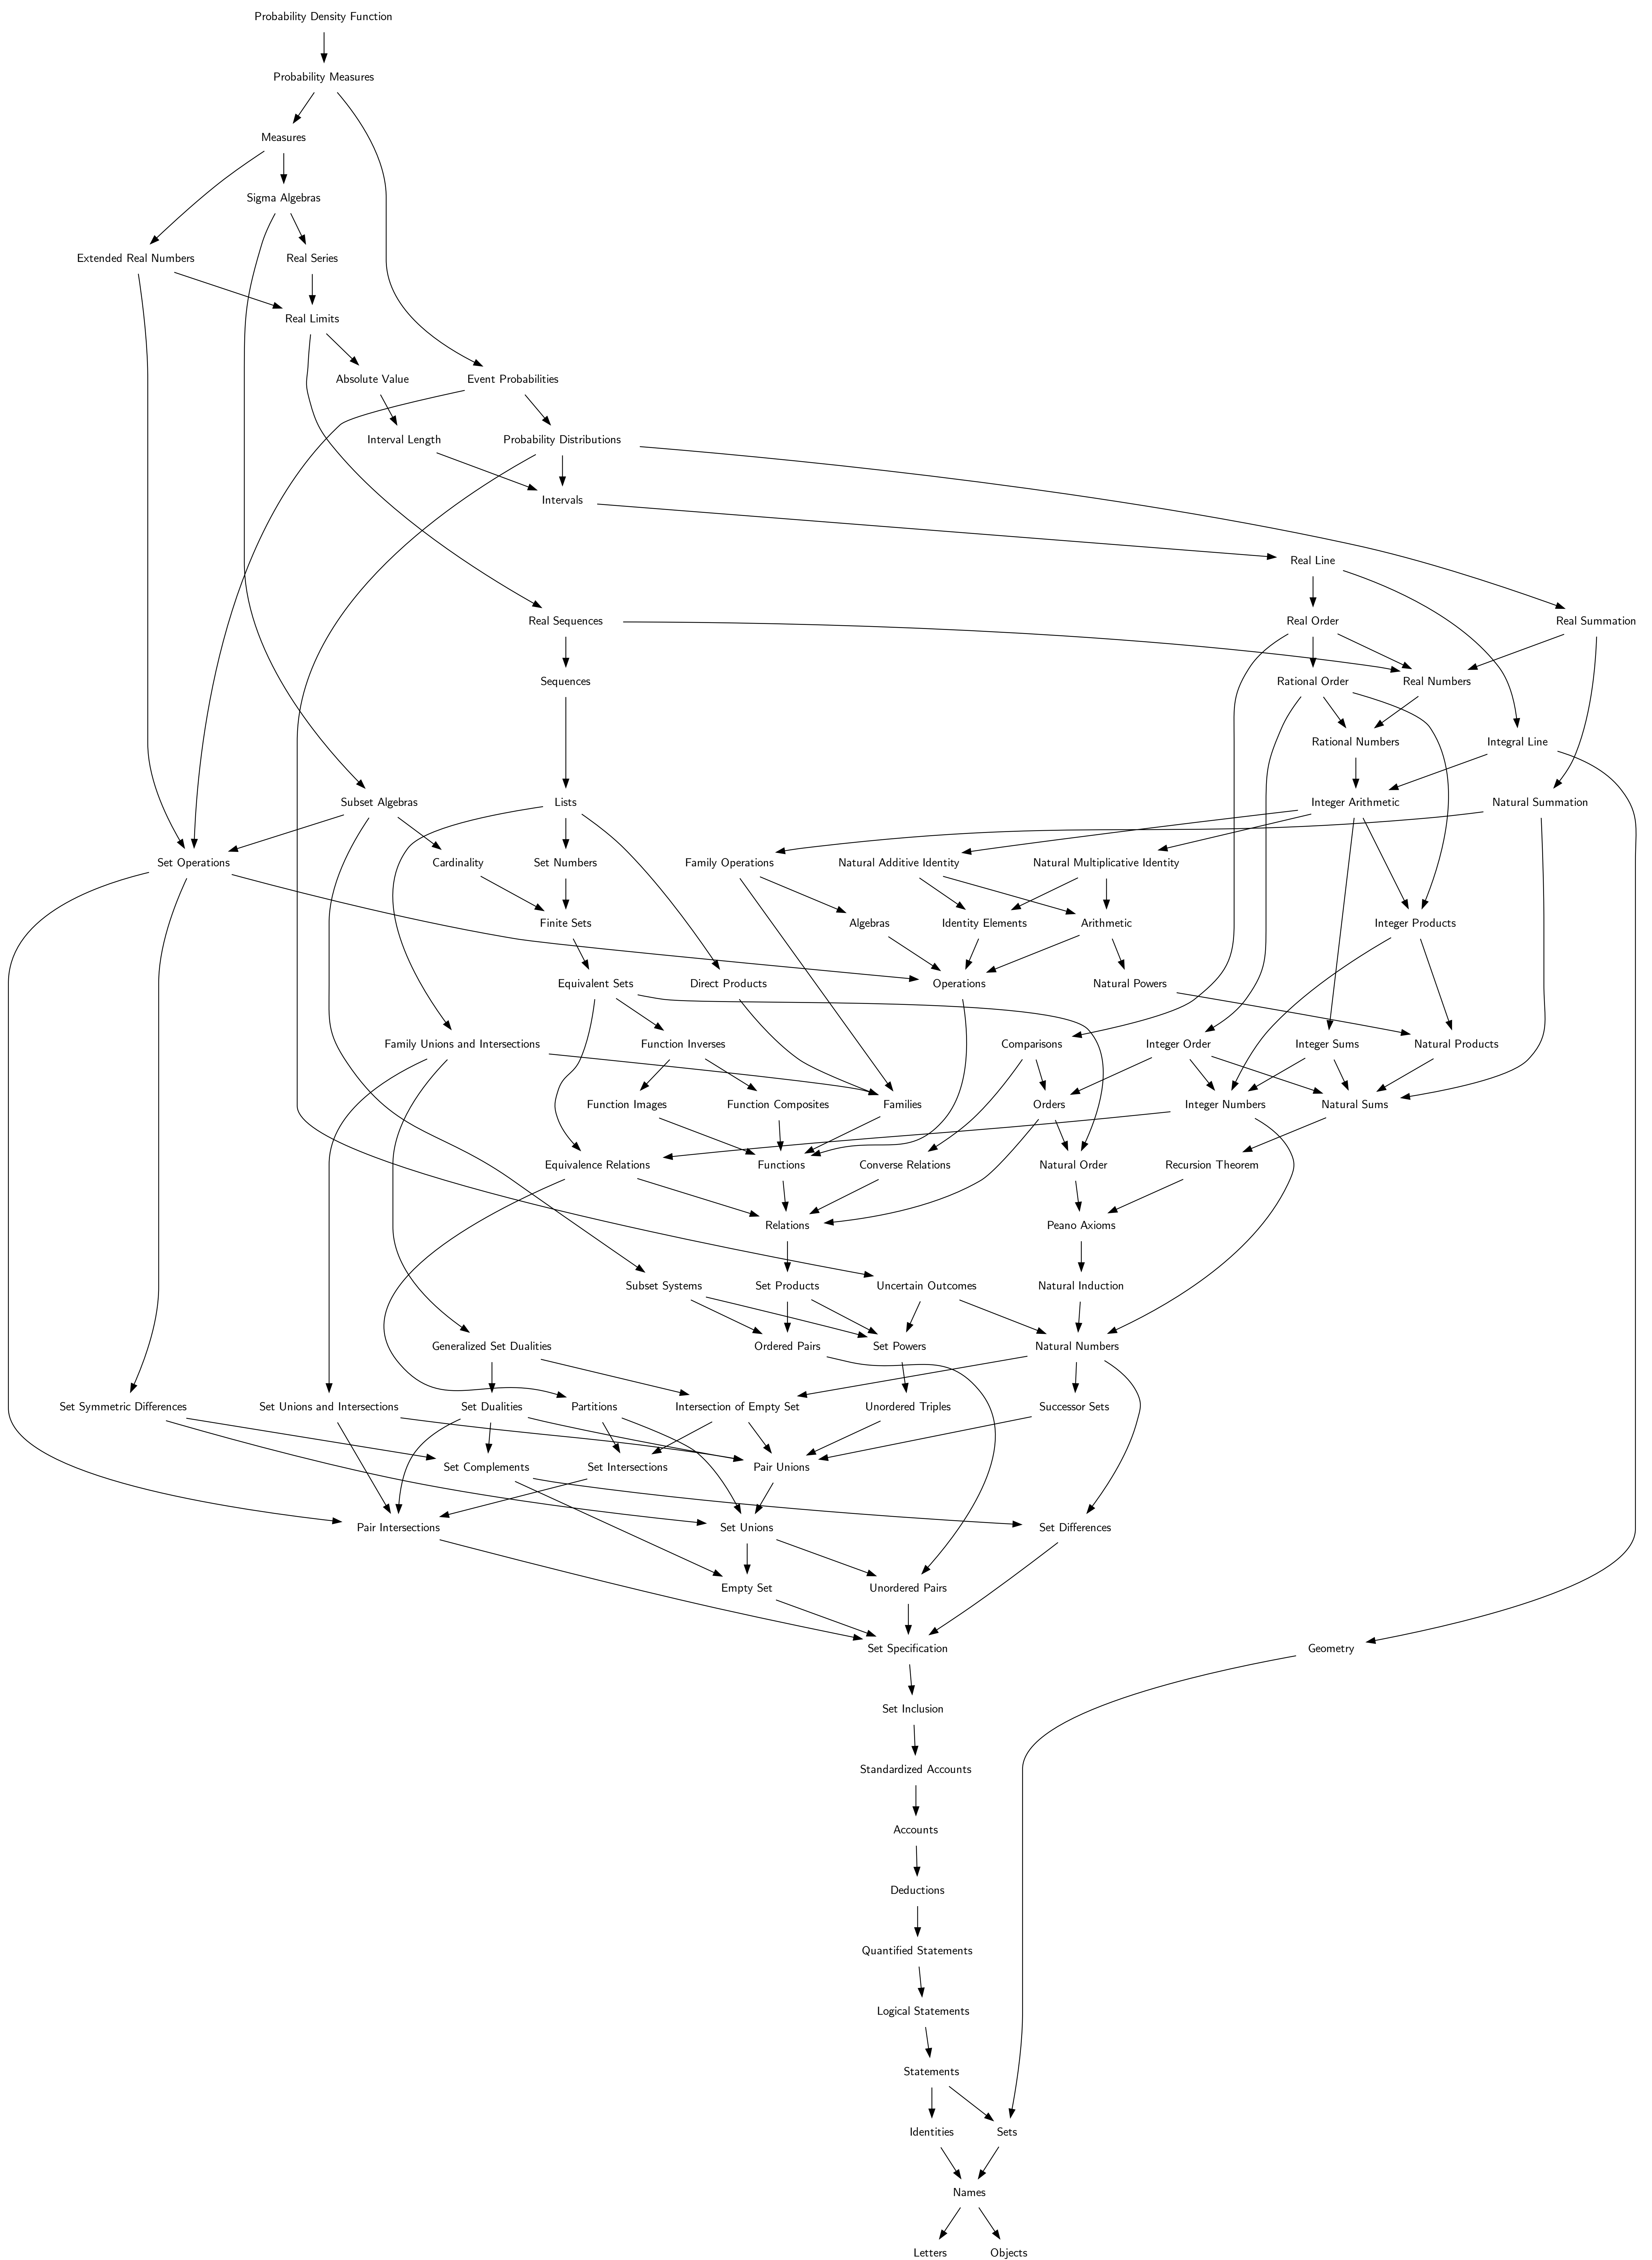 Probability Density Function
Probability Measures
Measures
Sigma Algebras
Extended Real Numbers
Real Series
Real Limits
Absolute Value
Event Probabilities
Interval Length
Probability Distributions
Intervals
Real Line
Real Sequences
Real Order
Real Summation
Sequences
Rational Order
Real Numbers
Rational Numbers
Integral Line
Subset Algebras
Lists
Integer Arithmetic
Natural Summation
Set Operations
Cardinality
Set Numbers
Family Operations
Natural Additive Identity
Natural Multiplicative Identity
Finite Sets
Algebras
Identity Elements
Arithmetic
Integer Products
Equivalent Sets
Direct Products
Operations
Natural Powers
Family Unions and Intersections
Function Inverses
Comparisons
Integer Order
Integer Sums
Natural Products
Function Images
Function Composites
Families
Orders
Integer Numbers
Natural Sums
Equivalence Relations
Functions
Converse Relations
Natural Order
Recursion Theorem
Relations
Peano Axioms
Subset Systems
Set Products
Uncertain Outcomes
Natural Induction
Generalized Set Dualities
Ordered Pairs
Set Powers
Natural Numbers
Set Symmetric Differences
Set Unions and Intersections
Set Dualities
Partitions
Intersection of Empty Set
Unordered Triples
Successor Sets
Set Complements
Set Intersections
Pair Unions
Pair Intersections
Set Unions
Set Differences
Empty Set
Unordered Pairs
Set Specification
Geometry
Set Inclusion
Standardized Accounts
Accounts
Deductions
Quantified Statements
Logical Statements
Statements
Identities
Sets
Names
Letters
Objects